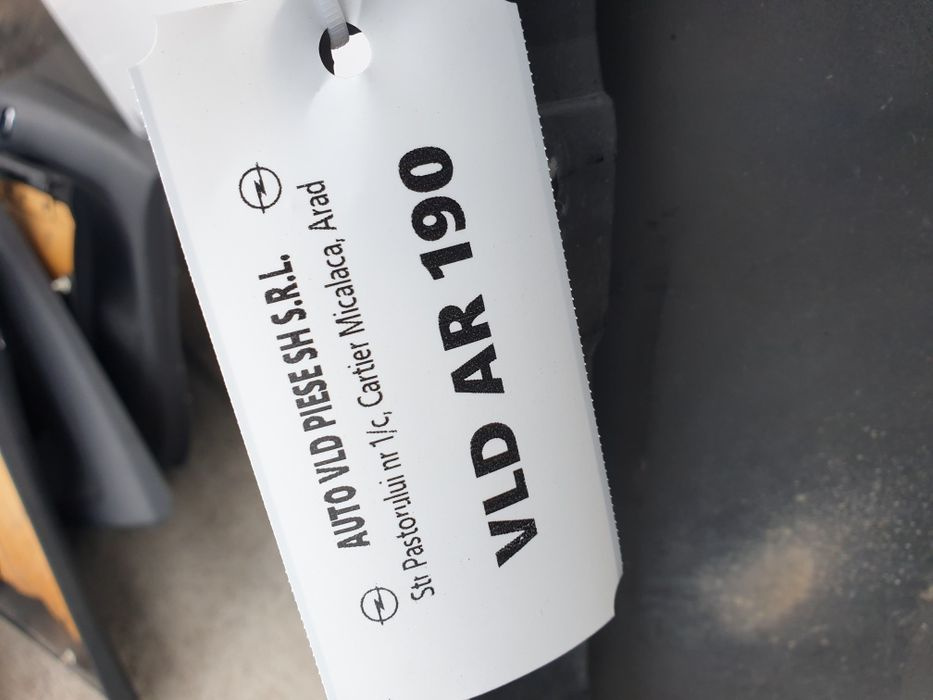 AUTO VLD PIESE SH S.R.L.
Str Pastorului nr 1/c, Cartier Micalaca, Arad
VLD AR 190